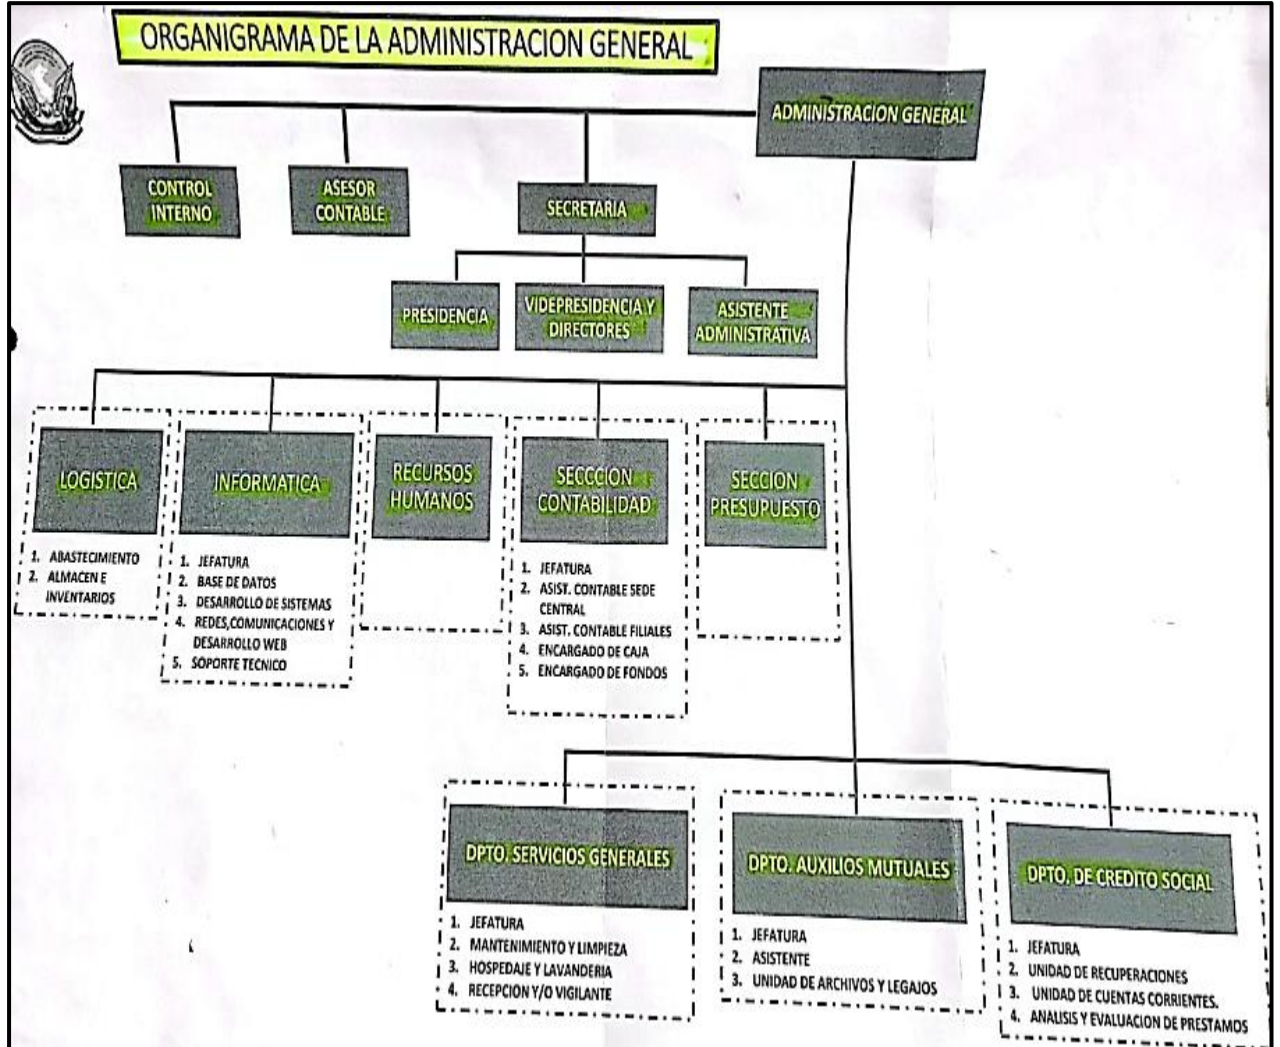 ORGANIGRAMA DE LA ADMINISTRACION GENERAL
ADMINISTRACION GENERAL
CONTROL
INTERNO
ASESOR
CONTABLE
SECRETARIA
PRESIDENCIA
VIDEPRESIDENCIA Y
DIRECTORES
ASISTENTE
ADMINISTRATIVA
LOGISTICA
1. ABASTECIMIENTO
2. ALMACEN E
INVENTARIOS
INFORMATICA
1. JEFATURA
2. BASE DE DATOS
3. DESARROLLO DE SISTEMAS
4. REDES,COMUNICACIONES Y
DESARROLLO WEB
5. SOPORTE TECNICO
RECURSOS
HUMANOS
SECCCION
CONTABILIDAD
1. JEFATURA
2. ASIST. CONTABLE SEDE
CENTRAL
3. ASIST. CONTABLE FILIALES
4. ENCARGADO DE CAJA
5. ENCARGADO DE FONDOS
SECCION
PRESUPUESTO
DPTO. SERVICIOS GENERALES
1. JEFATURA
2. MANTENIMIENTO Y LIMPIEZA
3. HOSPEDAJE Y LAVANDERIA
4. RECEPCION Y/O VIGILANTE
DPTO. AUXILIOS MUTUALES
1. JEFATURA
2. ASISTENTE
3. UNIDAD DE ARCHIVOS Y LEGAJOS
DPTO. DE CREDITO SOCIAL
1. JEFATURA
2. UNIDAD DE RECUPERACIONES
3. UNIDAD DE CUENTAS CORRIENTES.
4. ANALISIS Y EVALUACION DE PRESTAMOS